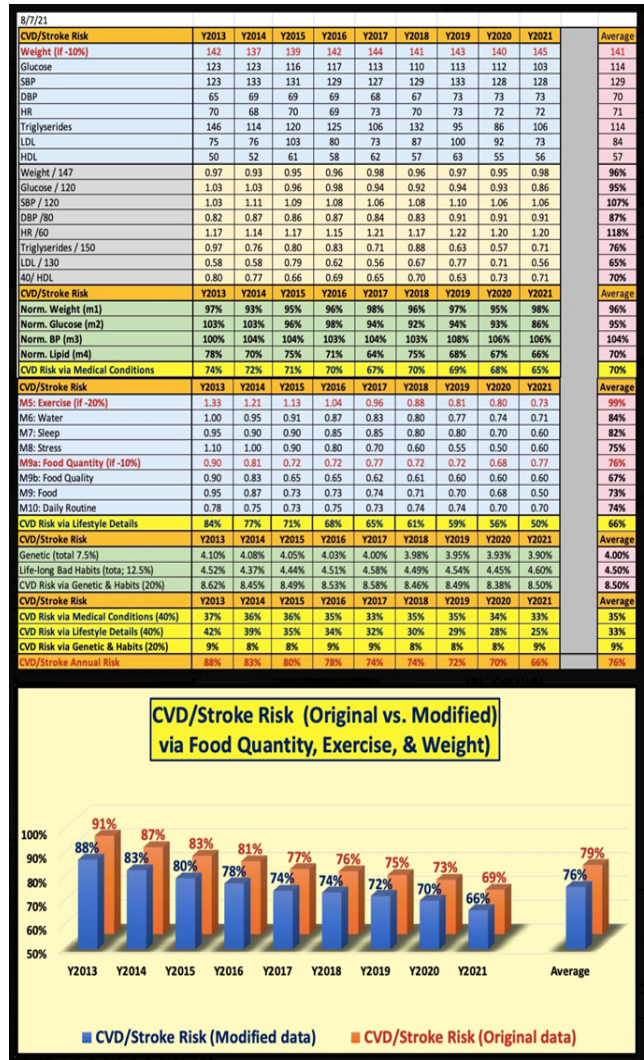 8/7/21
CVD/Stroke Risk Y2013 Y2014 Y2015 Y2016 Y2017 Y2018 Y2019 Y2020 Y2021 Average
Weight (if -10%) 142 137 139 142 144 141 143 140 145 141
Glucose 123 123 116 117 113 110 113 112 103 114
SBP 123 133 131 129 127 129 133 128 128 129
DBP 65 69 69 69 68 67 73 73 73 70
HR 70 68 70 69 73 70 73 72 72 71
Triglyserides 146 114 120 125 106 132 95 86 106 114
LDL 75 76 103 80 73 87 100 92 73 84
HDL 50 52 61 58 62 57 63 55 56 57
Weight / 147 0.97 0.93 0.95 0.96 0.98 0.96 0.97 0.95 0.98 96%
Glucose / 120 1.03 1.03 0.96 0.98 0.94 0.92 0.94 0.93 0.86 95%
SBP / 120 1.03 1.11 1.09 1.08 1.06 1.08 1.10 1.06 1.06 107%
DBP /80 0.82 0.87 0.86 0.87 0.84 0.83 0.91 0.91 0.91 87%
HR /60 1.17 1.14 1.17 1.15 1.21 1.17 1.22 1.20 1.20 118%
Triglyserides / 150 0.97 0.76 0.80 0.83 0.71 0.88 0.63 0.57 0.71 76%
LDL / 130 0.58 0.58 0.79 0.62 0.56 0.67 0.77 0.71 0.56 65%
40/ HDL 0.80 0.77 0.66 0.69 0.65 0.70 0.63 0.73 0.71 70%
CVD/Stroke Risk Y2013 Y2014 Y2015 Y2016 Y2017 Y2018 Y2019 Y2020 Y2021 Average
Norm. Weight (m1) 97% 93% 95% 96% 98% 96% 97% 95% 98% 96%
Norm. Glucose (m2) 103% 103% 96% 98% 94% 92% 94% 93% 86% 95%
Norm. BP (m3) 100% 104% 104% 103% 104% 103% 108% 106% 106% 104%
Norm. Lipid (m4) 78% 70% 75% 71% 64% 75% 68% 67% 66% 70%
CVD Risk via Medical Conditions 74% 72% 71% 70% 67% 70% 69% 68% 65% 70%
CVD/Stroke Risk Y2013 Y2014 Y2015 Y2016 Y2017 Y2018 Y2019 Y2020 Y2021 Average
M5: Exercise (if -20%) 1.33 1.21 1.13 1.04 0.96 0.88 0.81 0.80 0.73 99%
M6: Water 1.00 0.95 0.91 0.87 0.83 0.80 0.77 0.74 0.71 84%
M7: Sleep 0.95 0.90 0.90 0.85 0.85 0.80 0.80 0.70 0.60 82%
M8: Stress 1.10 1.00 0.90 0.80 0.70 0.60 0.55 0.50 0.60 75%
M9a: Food Quantity (if -10%) 0.90 0.81 0.72 0.72 0.77 0.72 0.72 0.68 0.77 76%
M9b: Food Quality 0.90 0.83 0.65 0.65 0.62 0.61 0.60 0.60 0.60 67%
M9: Food 0.95 0.87 0.73 0.73 0.74 0.71 0.70 0.68 0.50 73%
M10: Daily Routine 0.78 0.75 0.73 0.75 0.73 0.74 0.74 0.70 0.70 74%
CVD Risk via Lifestyle Details 84% 77% 71% 68% 65% 61% 59% 56% 50% 66%
CVD/Stroke Risk Y2013 Y2014 Y2015 Y2016 Y2017 Y2018 Y2019 Y2020 Y2021 Average
Genetic (total 7.5%) 4.10% 4.08% 4.05% 4.03% 4.00% 3.98% 3.95% 3.93% 3.90% 4.00%
Life-long Bad Habits (tota; 12.5%) 4.52% 4.37% 4.44% 4.51% 4.58% 4.49% 4.54% 4.45% 4.60% 4.50%
CVD Risk via Genetic & Habits (20%) 8.62% 8.45% 8.49% 8.53% 8.58% 8.46% 8.49% 8.38% 8.50% 8.50%
CVD/Stroke Risk Y2013 Y2014 Y2015 Y2016 Y2017 Y2018 Y2019 Y2020 Y2021 Average
CVD Risk via Medical Conditions (40%) 37% 36% 36% 35% 33% 35% 35% 34% 33% 35%
CVD Risk via Lifestyle Details (40%) 42% 39% 35% 34% 32% 30% 29% 28% 25% 33%
CVD Risk via Genetic & Habits (20%) 9% 8% 8% 9% 9% 8% 8% 8% 9% 9%
CVD/Stroke Annual Risk 88% 83% 80% 78% 74% 74% 72% 70% 66% 76%
CVD/Stroke Risk (Original vs. Modified)
via Food Quantity, Exercise, & Weight)
100%
90%
80%
70%
60%
50%
91% 87% 83% 81% 77% 76% 75% 73% 69% 79%
88% 83% 80% 78% 74% 74% 72% 70% 66% 76%
Y2013 Y2014 Y2015 Y2016 Y2017 Y2018 Y2019 Y2020 Y2021 Average
CVD/Stroke Risk (Modified data) CVD/Stroke Risk (Original data)